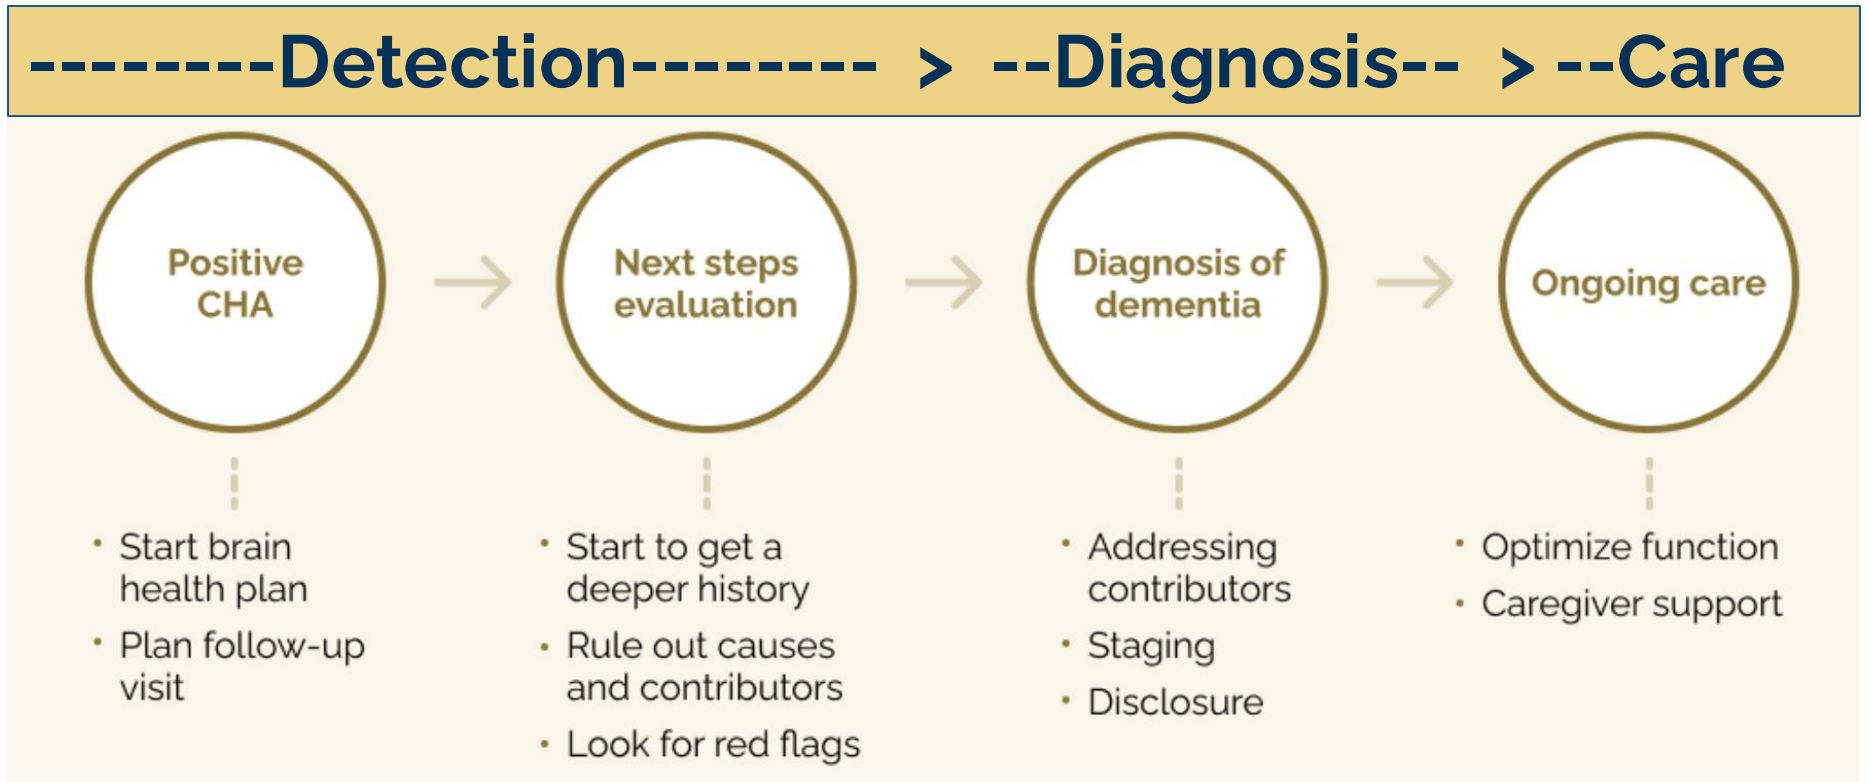 --------Detection-------- > --Diagnosis-- > --Care
Positive
CHA
Next steps
evaluation
Diagnosis of
dementia
Ongoing care
• Start brain
health plan
• Plan follow-up
visit
• Start to get a
deeper history
• Rule out causes
and contributors
• Look for red flags
• Addressing
contributors
• Staging
• Disclosure
• Optimize function
• Caregiver support